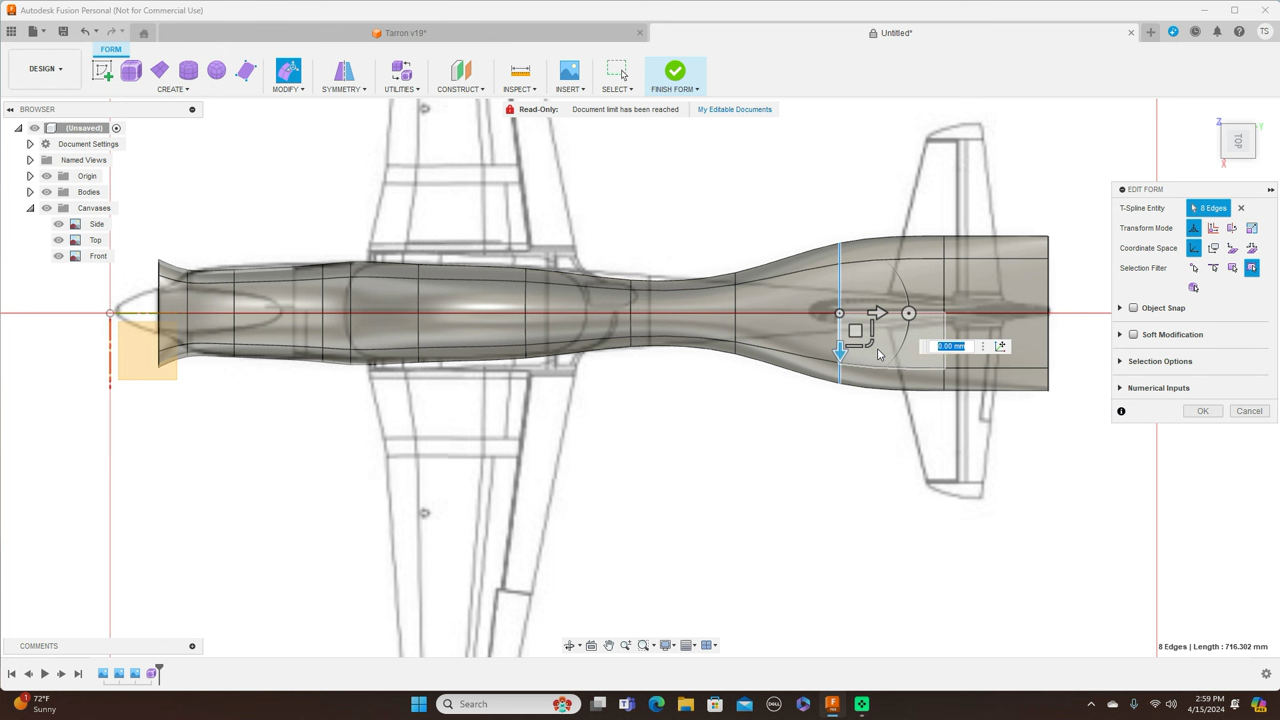 Autodesk Fusion Personal (Not for Commercial Use)
Tarron v19*
Untitled*
TS
FORM
DESIGN
CREATE
MODIFY
SYMMETRY
UTILITIES
CONSTRUCT
INSPECT
INSERT
SELECT
FINISH FORM
BROWSER
Read-Only: Document limit has been reached My Editable Documents
(Unsaved)
Document Settings
Named Views
Origin
Bodies
Canvases
Side
Top
Front
Z
Y
TOP
X
EDIT FORM
T-Spline Entity 8 Edges
Transform Mode
Coordinate Space
Selection Filter
Object Snap
Soft Modification
Selection Options
Numerical Inputs
OK Cancel
0.00 mm
COMMENTS
8 Edges | Length : 716.302 mm
72°F
Sunny
Search
DELL
2:59 PM
4/15/2024